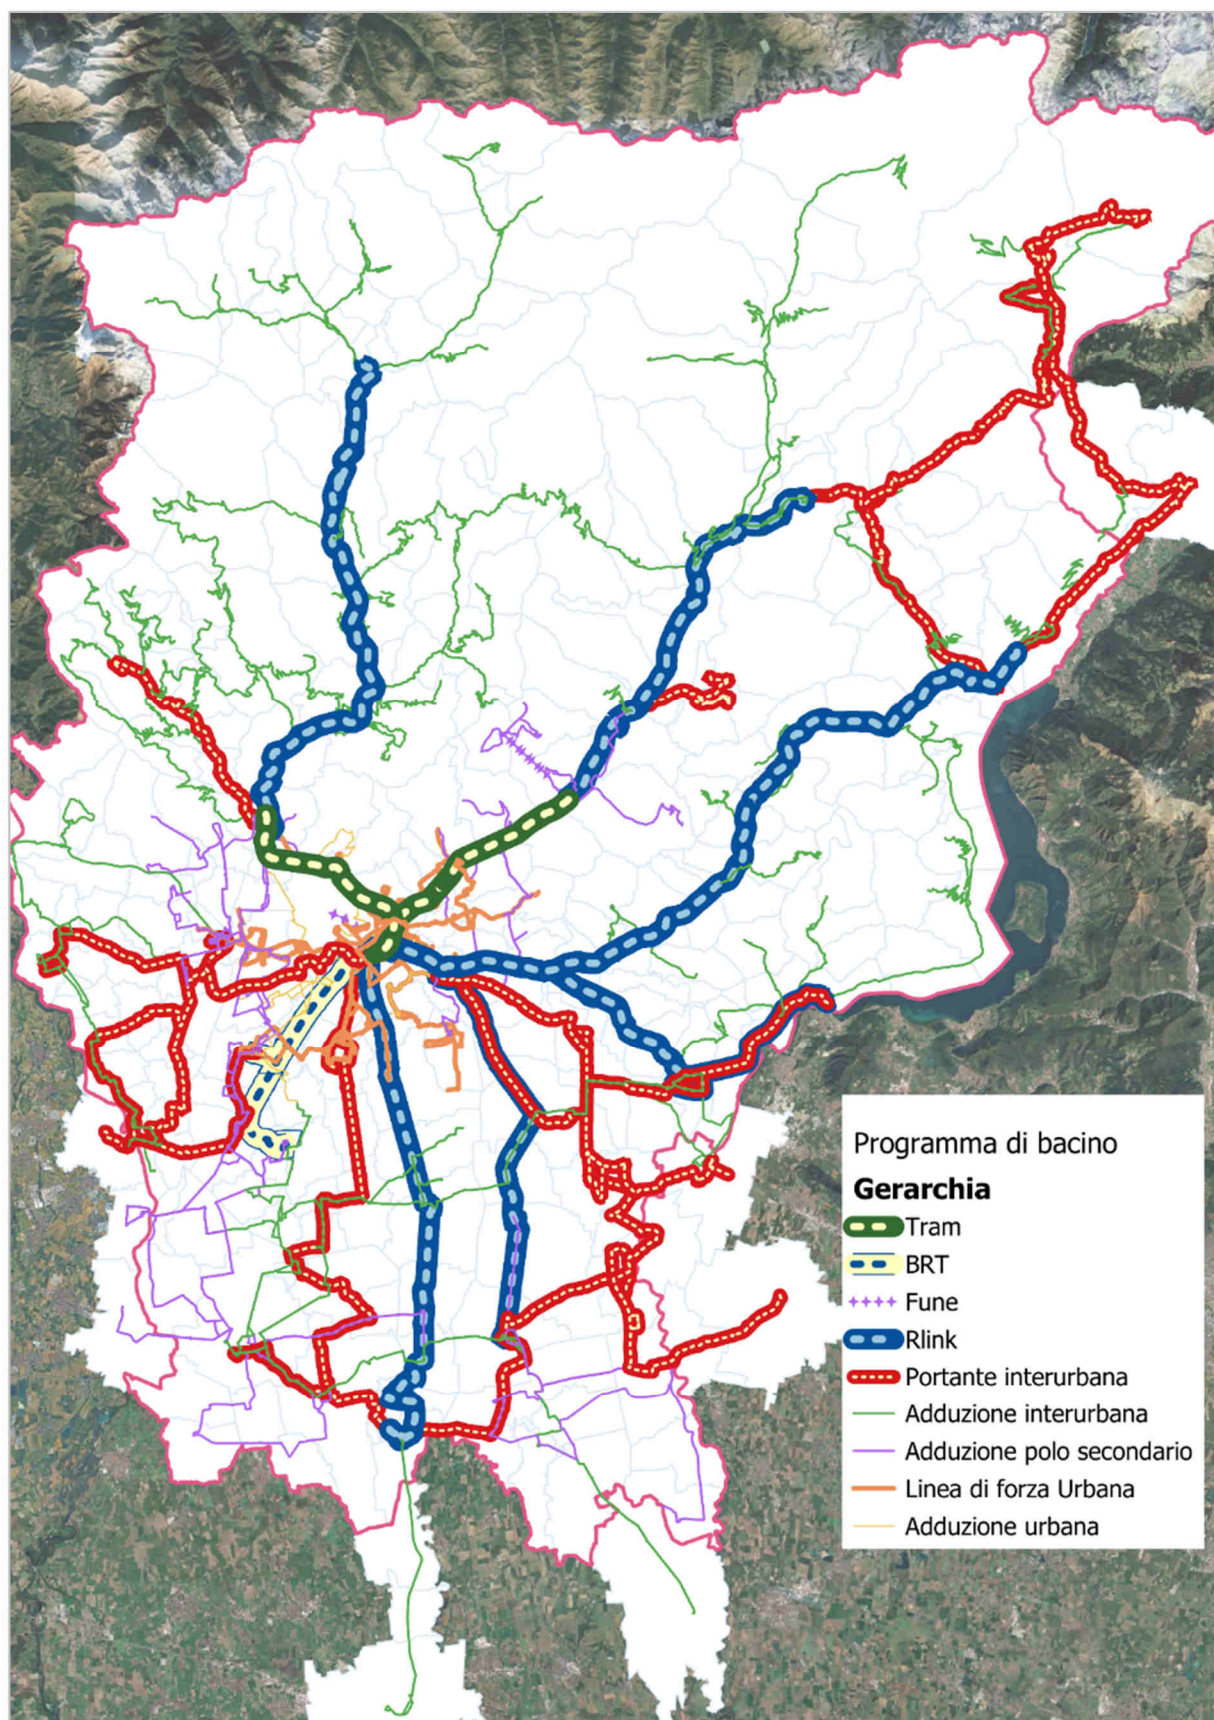 Programma di bacino
Gerarchia
Tram
BRT
Fune
Rlink
Portante interurbana
Adduzione interurbana
Adduzione polo secondario
Linea di forza Urbana
Adduzione urbana